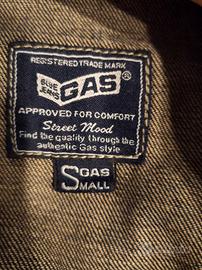 REGISTERED TRADE MARK
BLUE JEANS GAS®
APPROVED FOR COMFORT
Street Mood
Find the quality through the
authentic Gas style
SGAS
SMALL